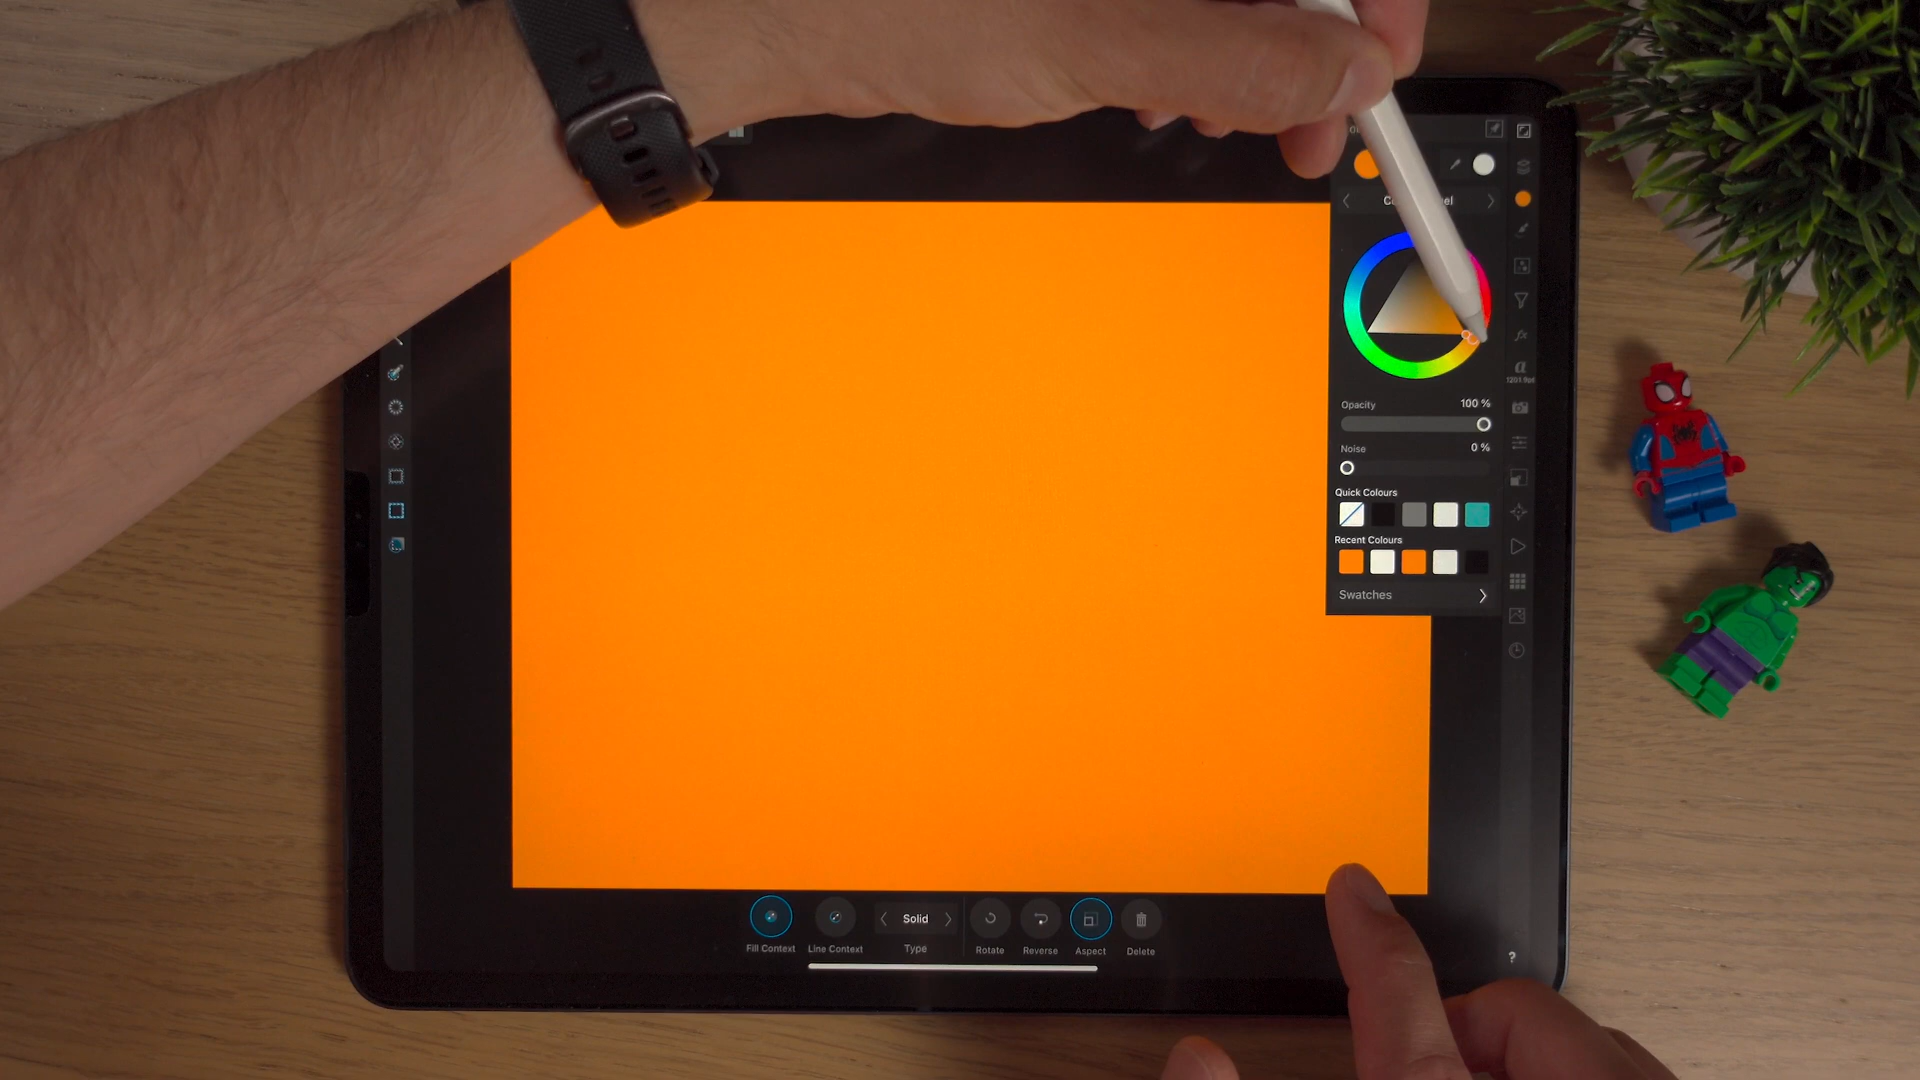 Opacity 100 %
Noise 0 %
Quick Colours
Recent Colours
Swatches
fx
a
Solid
Fill Context Line Context Type Rotate Reverse Aspect Delete
?